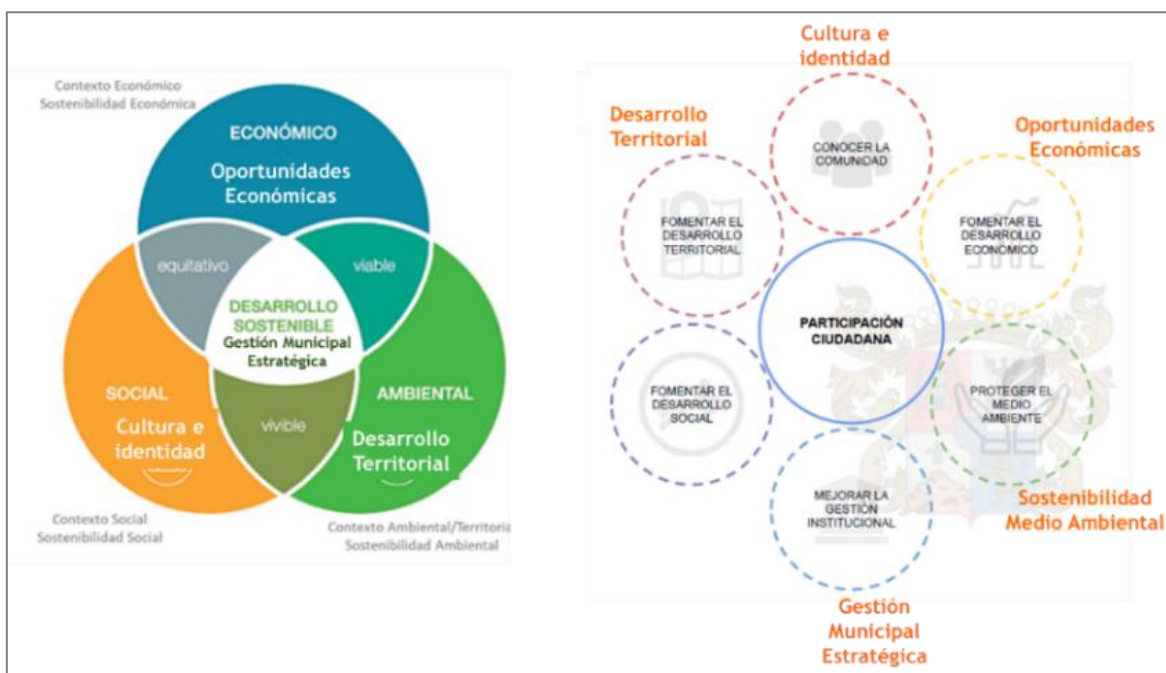 Contexto Económico
Sostenibilidad Económica
ECONÓMICO
Oportunidades
Económicas
equitativo
viable
DESARROLLO
SOSTENIBLE
Gestión Municipal
Estratégica
SOCIAL
Cultura e
identidad
vivible
AMBIENTAL
Desarrollo
Territorial
Contexto Social
Sostenibilidad Social
Contexto Ambiental/Territoria
Sostenibilidad Ambiental
Cultura e
identidad
Desarrollo
Territorial
Oportunidades
Económicas
CONOCER LA
COMUNIDAD
FOMENTAR EL
DESARROLLO
TERRITORIAL
FOMENTAR EL
DESARROLLO
ECONÓMICO
PARTICIPACIÓN
CIUDADANA
FOMENTAR EL
DESARROLLO
SOCIAL
PROTEGER EL
MEDIO
AMBIENTE
MEJORAR LA
GESTIÓN
INSTITUCIONAL
Sostenibilidad
Medio Ambiental
Gestión
Municipal
Estratégica